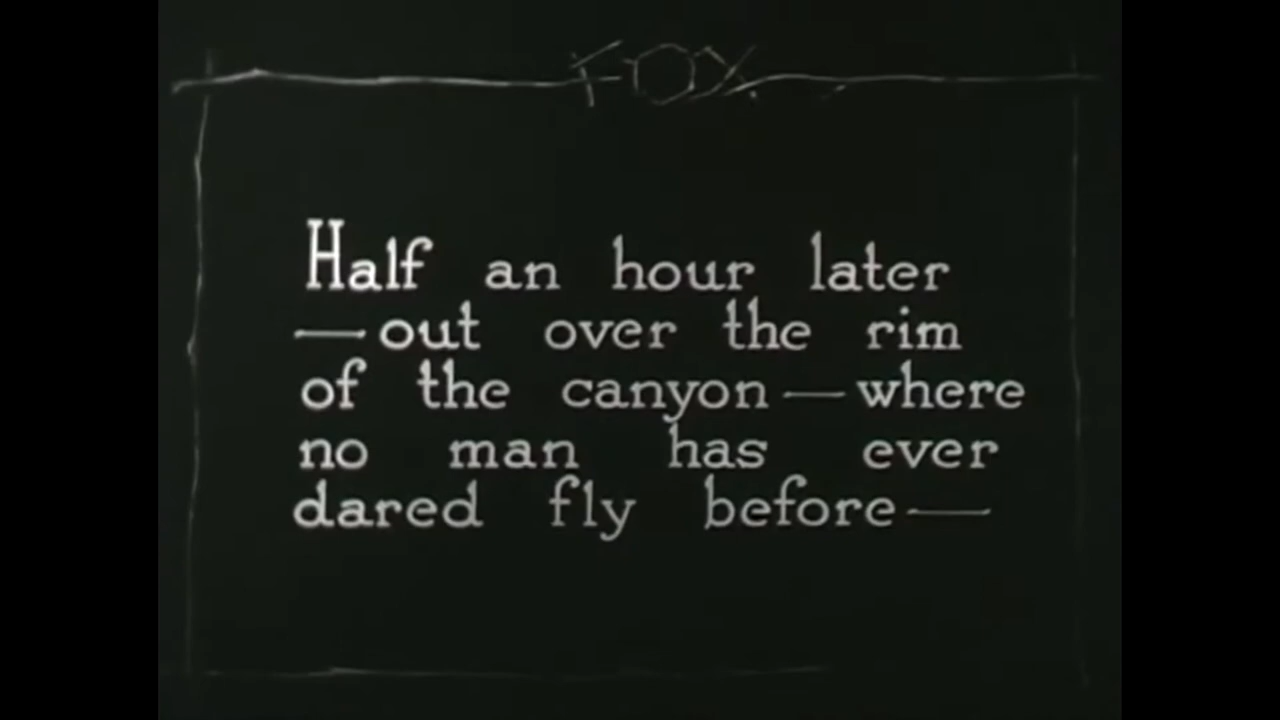 FOX
Half an hour later
—out over the rim
of the canyon—where
no man has ever
dared fly before—